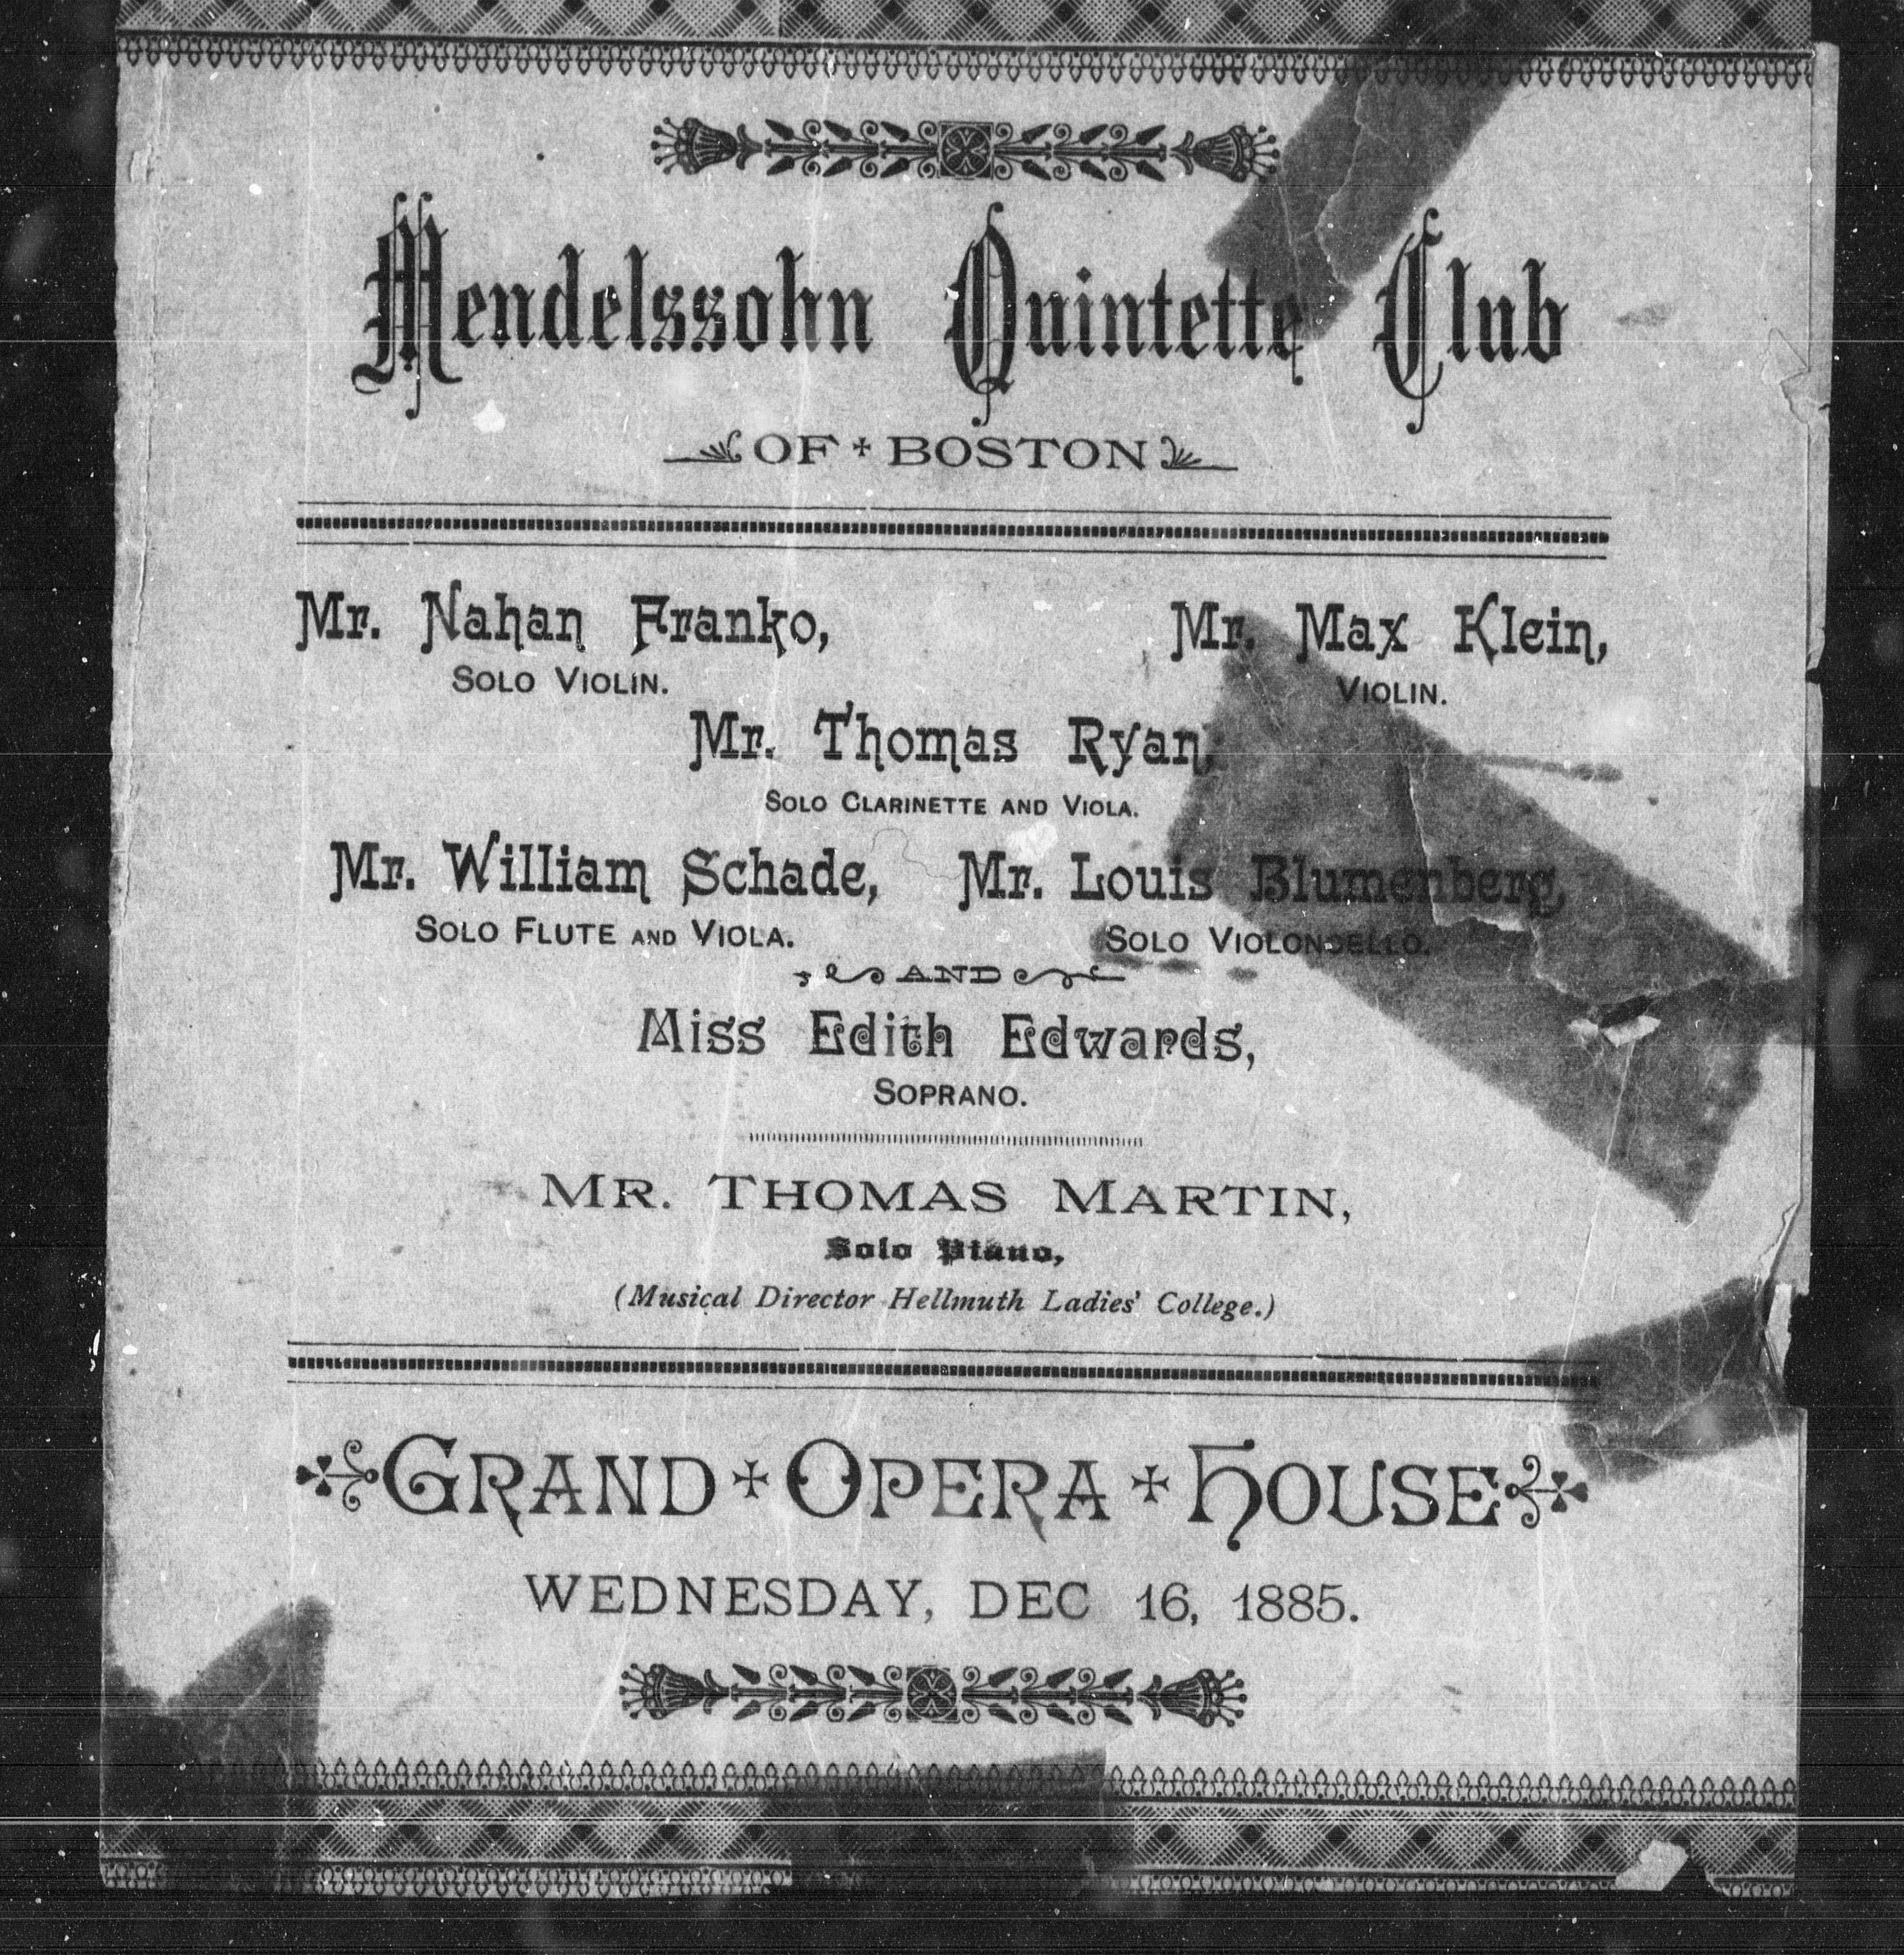 Mendelssohn Quintette Club
OF BOSTON
Mr. Nahan Franko, Mr. Max Klein,
SOLO VIOLIN. VIOLIN.
Mr. Thomas Ryan,
SOLO CLARINETTE AND VIOLA.
Mr. William Schade, Mr. Louis Blumenberg,
SOLO FLUTE AND VIOLA. SOLO VIOLONCELLO.
AND
Miss Edith Edwards,
SOPRANO.
MR. THOMAS MARTIN,
Solo Piano,
(Musical Director Hellmuth Ladies' College.)
GRAND OPERA HOUSE
WEDNESDAY, DEC 16, 1885.